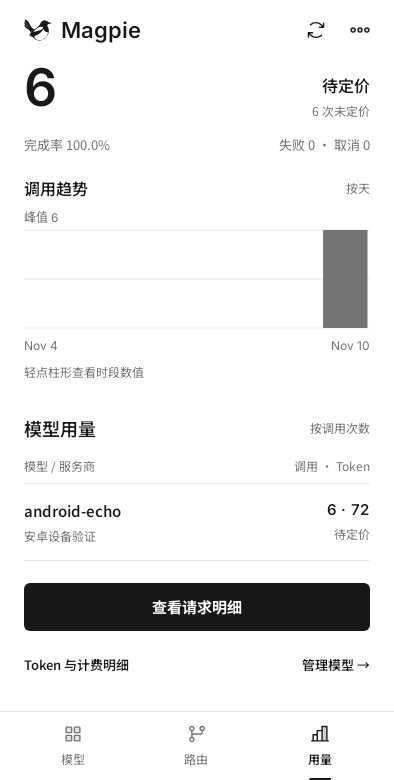 Magpie
6
待定价
6 次未定价
完成率 100.0%
失败 0 · 取消 0
调用趋势
按天
峰值 6
Nov 4
Nov 10
轻点柱形查看时段数值
模型用量
按调用次数
模型 / 服务商
调用 · Token
android-echo
6 · 72
安卓设备验证
待定价
查看请求明细
Token 与计费明细
管理模型 →
模型
路由
用量